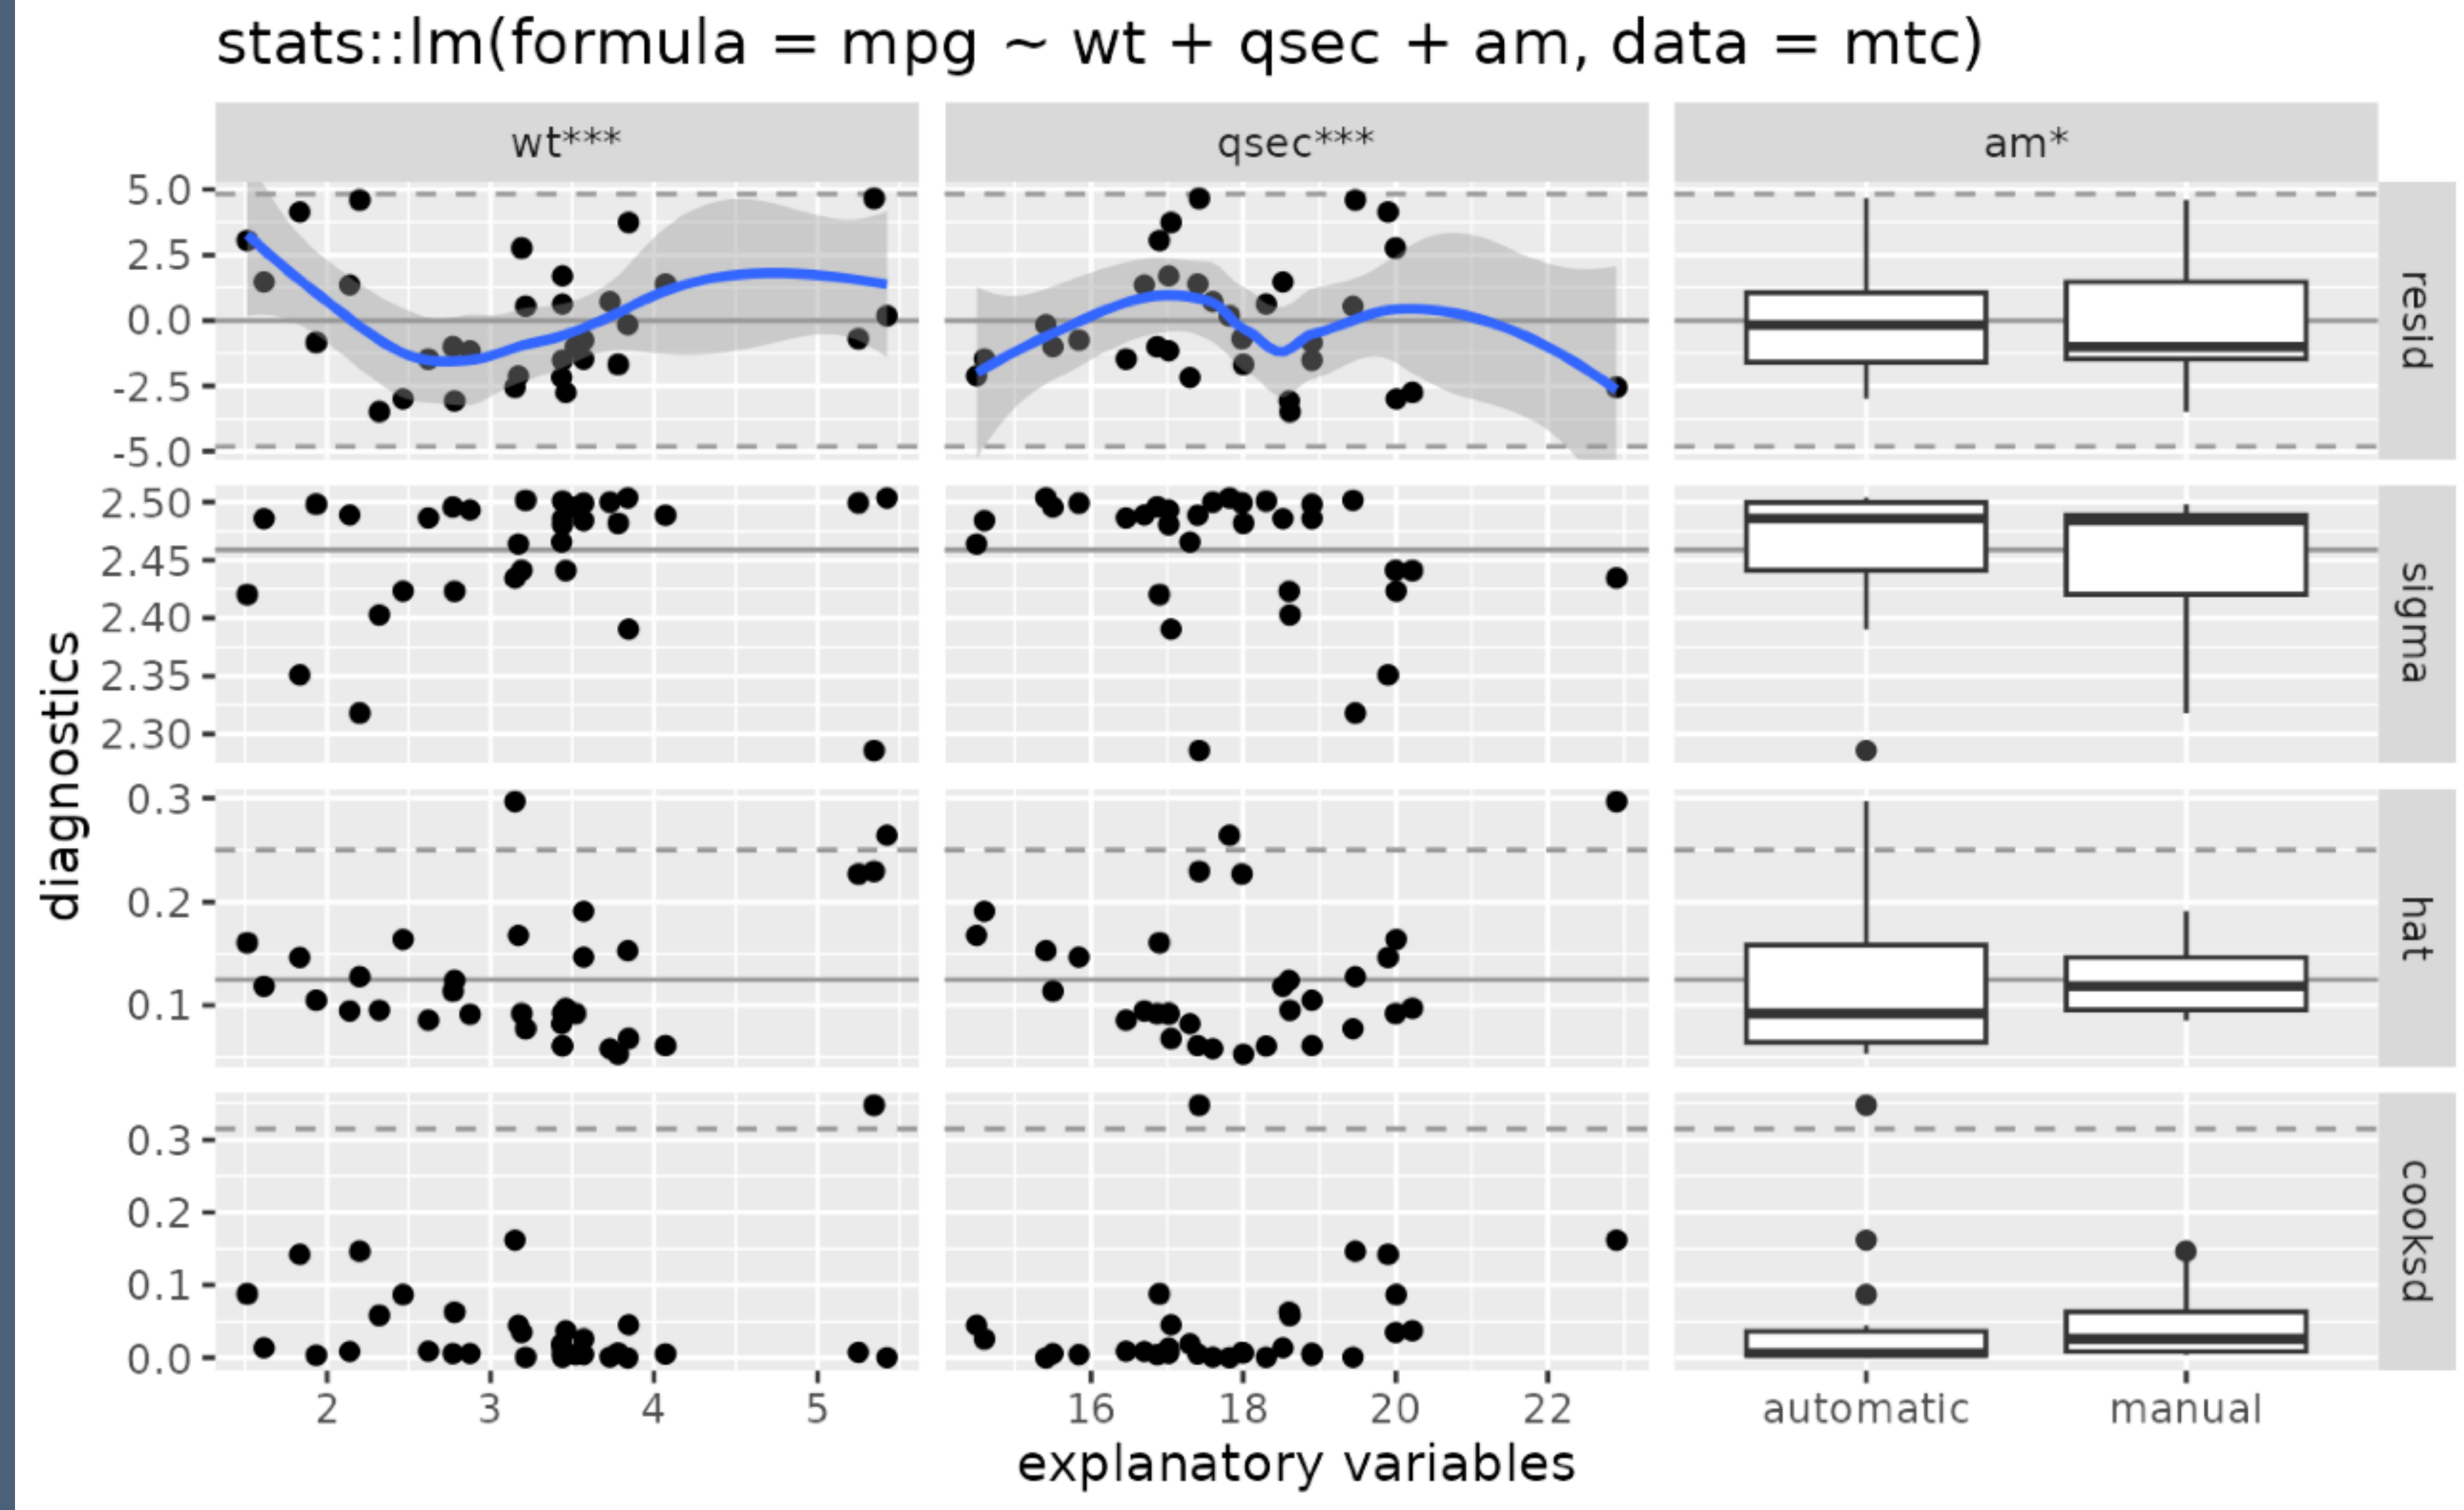 stats::lm(formula = mpg ~ wt + qsec + am, data = mtc)
wt***
qsec***
am*
5.0
2.5
0.0
-2.5
-5.0
resid
2.50
2.45
2.40
2.35
2.30
sigma
0.3
0.2
0.1
hat
0.3
0.2
0.1
0.0
cooksd
diagnostics
2 3 4 5
16 18 20 22
automatic manual
explanatory variables